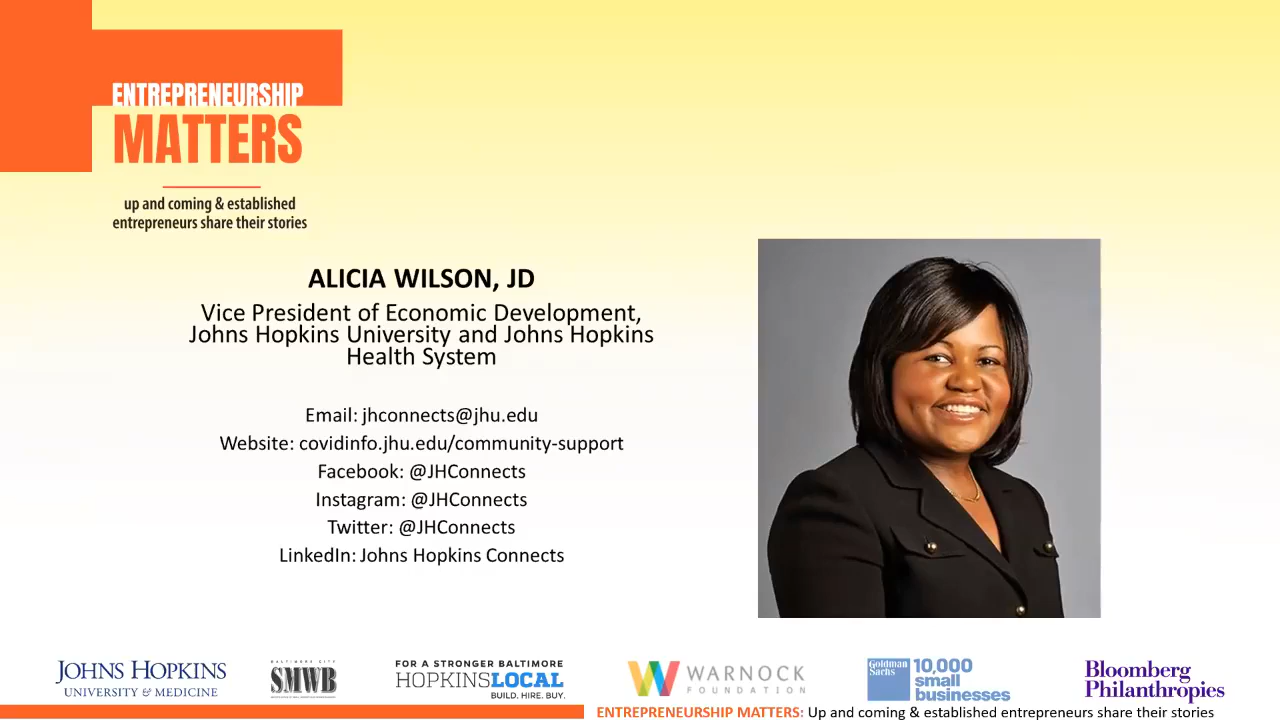 ENTREPRENEURSHIP
MATTERS
up and coming & established
entrepreneurs share their stories
ALICIA WILSON, JD
Vice President of Economic Development,
Johns Hopkins University and Johns Hopkins
Health System
Email: jhconnects@jhu.edu
Website: covidinfo.jhu.edu/community-support
Facebook: @JHConnects
Instagram: @JHConnects
Twitter: @JHConnects
LinkedIn: Johns Hopkins Connects
JOHNS HOPKINS
UNIVERSITY & MEDICINE
BALTIMORE CITY
SMWB
FOR A STRONGER BALTIMORE
HOPKINSLOCAL
BUILD. HIRE. BUY.
WARNOCK
FOUNDATION
Goldman
Sachs
10,000
small
businesses
Bloomberg
Philanthropies
ENTREPRENEURSHIP MATTERS: Up and coming & established entrepreneurs share their stories